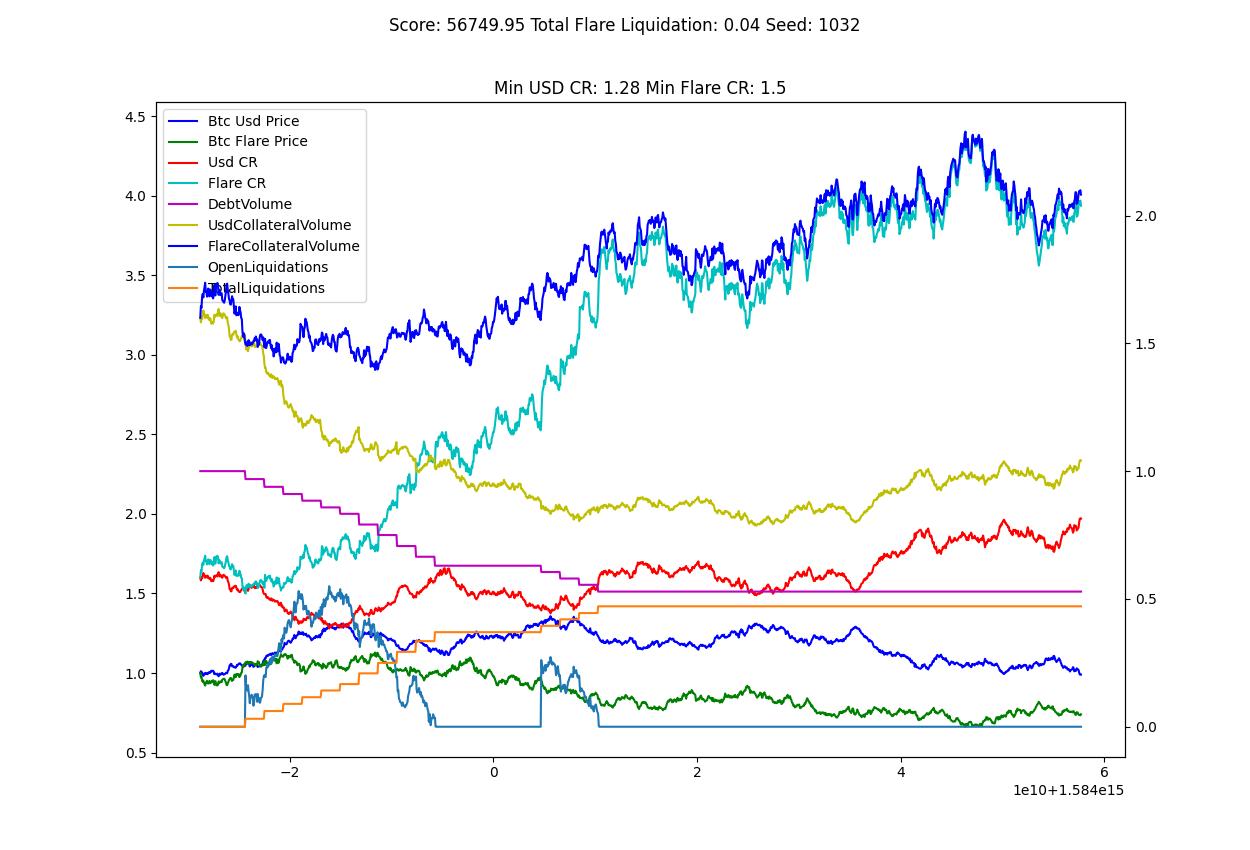 Score: 56749.95 Total Flare Liquidation: 0.04 Seed: 1032
Min USD CR: 1.28 Min Flare CR: 1.5
Btc Usd Price
Btc Flare Price
Usd CR
Flare CR
DebtVolume
UsdCollateralVolume
FlareCollateralVolume
OpenLiquidations
TotalLiquidations
4.5
4.0
3.5
3.0
2.5
2.0
1.5
1.0
0.5
2.0
1.5
1.0
0.5
0.0
−2
0
2
4
6
1e10+1.584e15